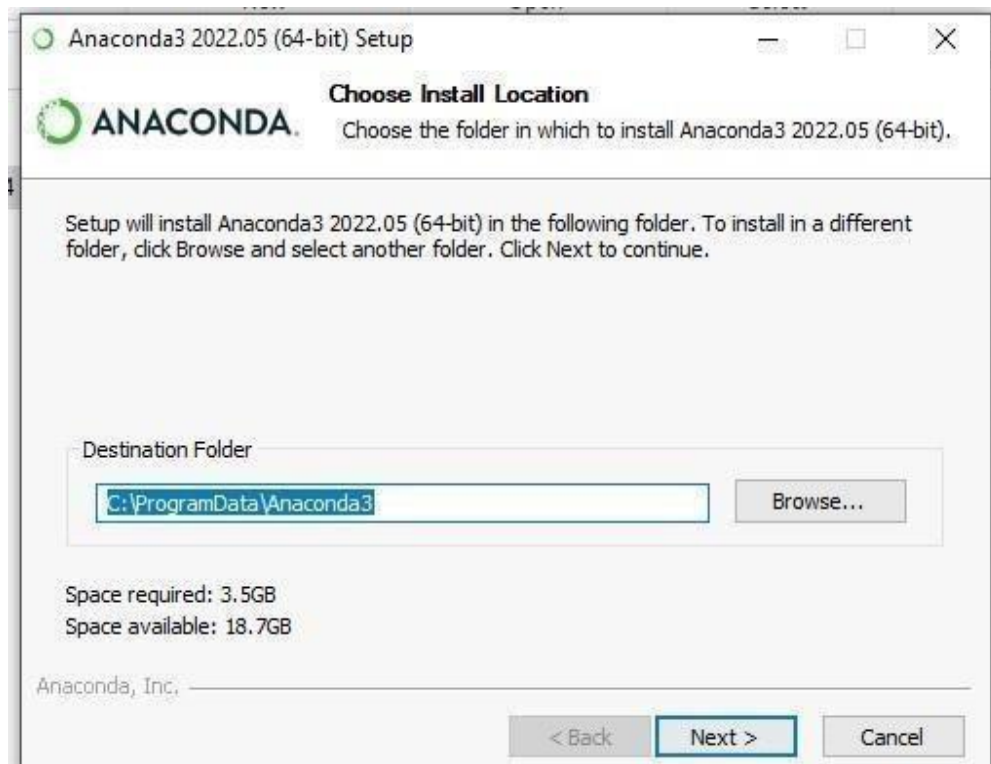 Anaconda3 2022.05 (64-bit) Setup
ANACONDA.
Choose Install Location
Choose the folder in which to install Anaconda3 2022.05 (64-bit).
Setup will install Anaconda3 2022.05 (64-bit) in the following folder. To install in a different
folder, click Browse and select another folder. Click Next to continue.
Destination Folder
C:\ProgramData\Anaconda3
Browse...
Space required: 3.5GB
Space available: 18.7GB
Anaconda, Inc.
< Back
Next >
Cancel